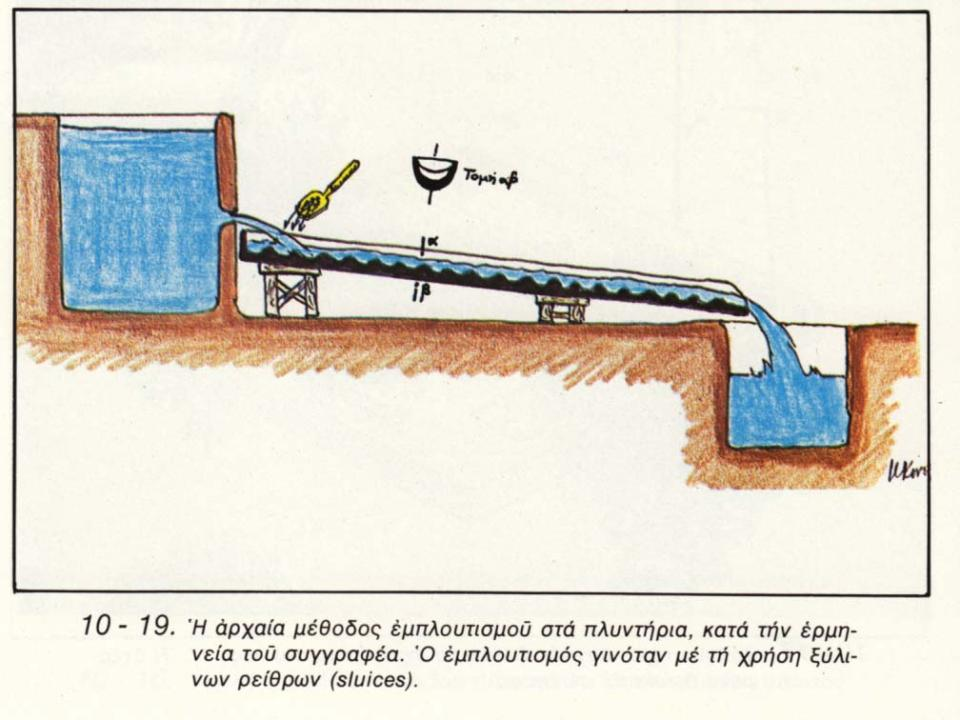 Τομή αβ
α
β
10 - 19. Ἡ ἀρχαία μέθοδος ἐμπλουτισμοῦ στά πλυντήρια, κατά τήν ἑρμη-
νεία τοῦ συγγραφέα. Ὁ ἐμπλουτισμός γινόταν μέ τή χρήση ξύλι-
νων ρείθρων (sluices).